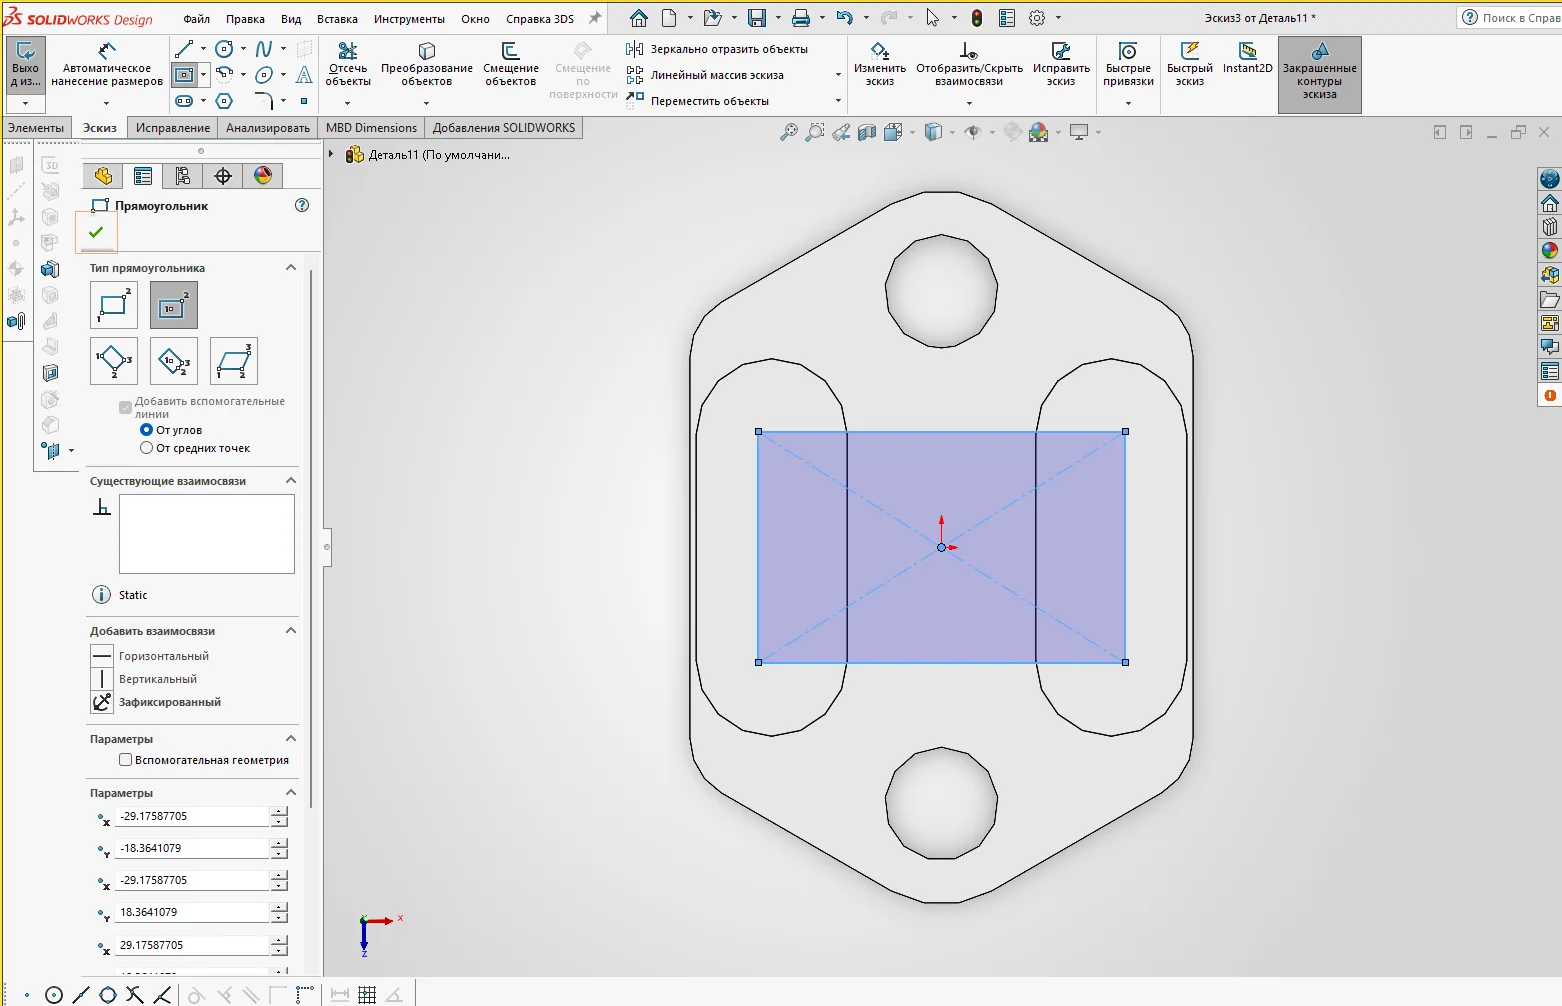 SOLIDWORKS Design
Файл Правка Вид Вставка Инструменты Окно Справка 3DS
Эскиз3 от Деталь11 *
Поиск в Справ
Выхо
д из...
Автоматическое
нанесение размеров
Отсечь
объекты
Преобразование
объектов
Смещение
объектов
Смещение
по
поверхности
Зеркально отразить объекты
Линейный массив эскиза
Переместить объекты
Изменить
эскиз
Отобразить/Скрыть
взаимосвязи
Исправить
эскиз
Быстрые
привязки
Быстрый
эскиз
Instant2D
Закрашенные
контуры
эскиза
Элементы Эскиз Исправление Анализировать MBD Dimensions Добавления SOLIDWORKS
Деталь11 (По умолчани...
Прямоугольник
Тип прямоугольника
Добавить вспомогательные
линии
От углов
От средних точек
Существующие взаимосвязи
Static
Добавить взаимосвязи
Горизонтальный
Вертикальный
Зафиксированный
Параметры
Вспомогательная геометрия
Параметры
X -29.17587705
Y -18.3641079
X -29.17587705
Y 18.3641079
X 29.17587705
X
Z